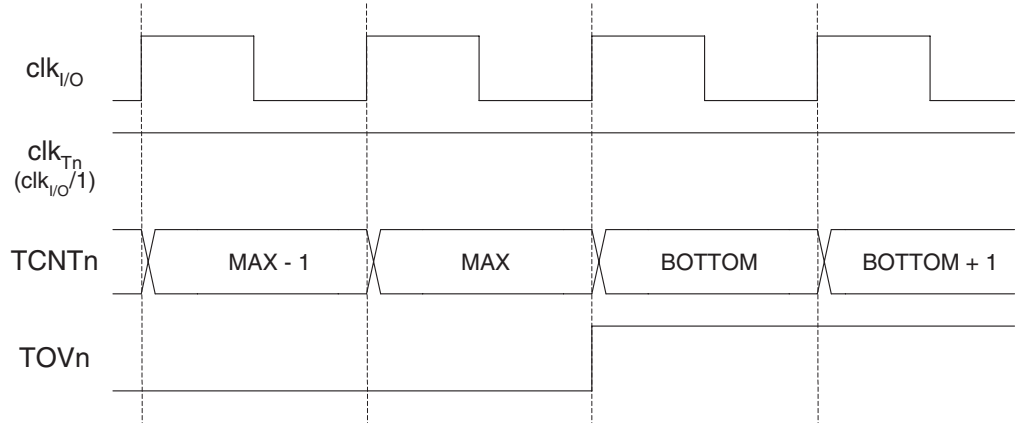 clkI/O
clkTn
(clkI/O/1)
TCNTn MAX - 1 MAX BOTTOM BOTTOM + 1
TOVn